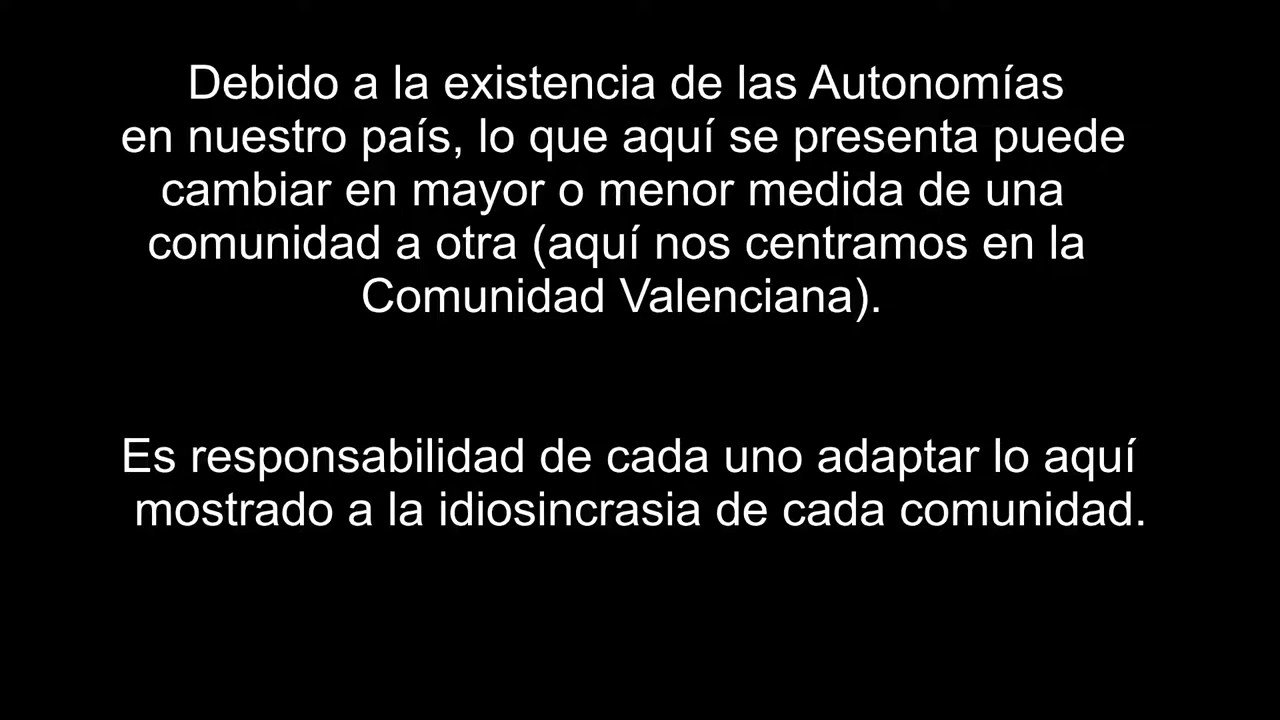 Debido a la existencia de las Autonomías
en nuestro país, lo que aquí se presenta puede
cambiar en mayor o menor medida de una
comunidad a otra (aquí nos centramos en la
Comunidad Valenciana).
Es responsabilidad de cada uno adaptar lo aquí
mostrado a la idiosincrasia de cada comunidad.